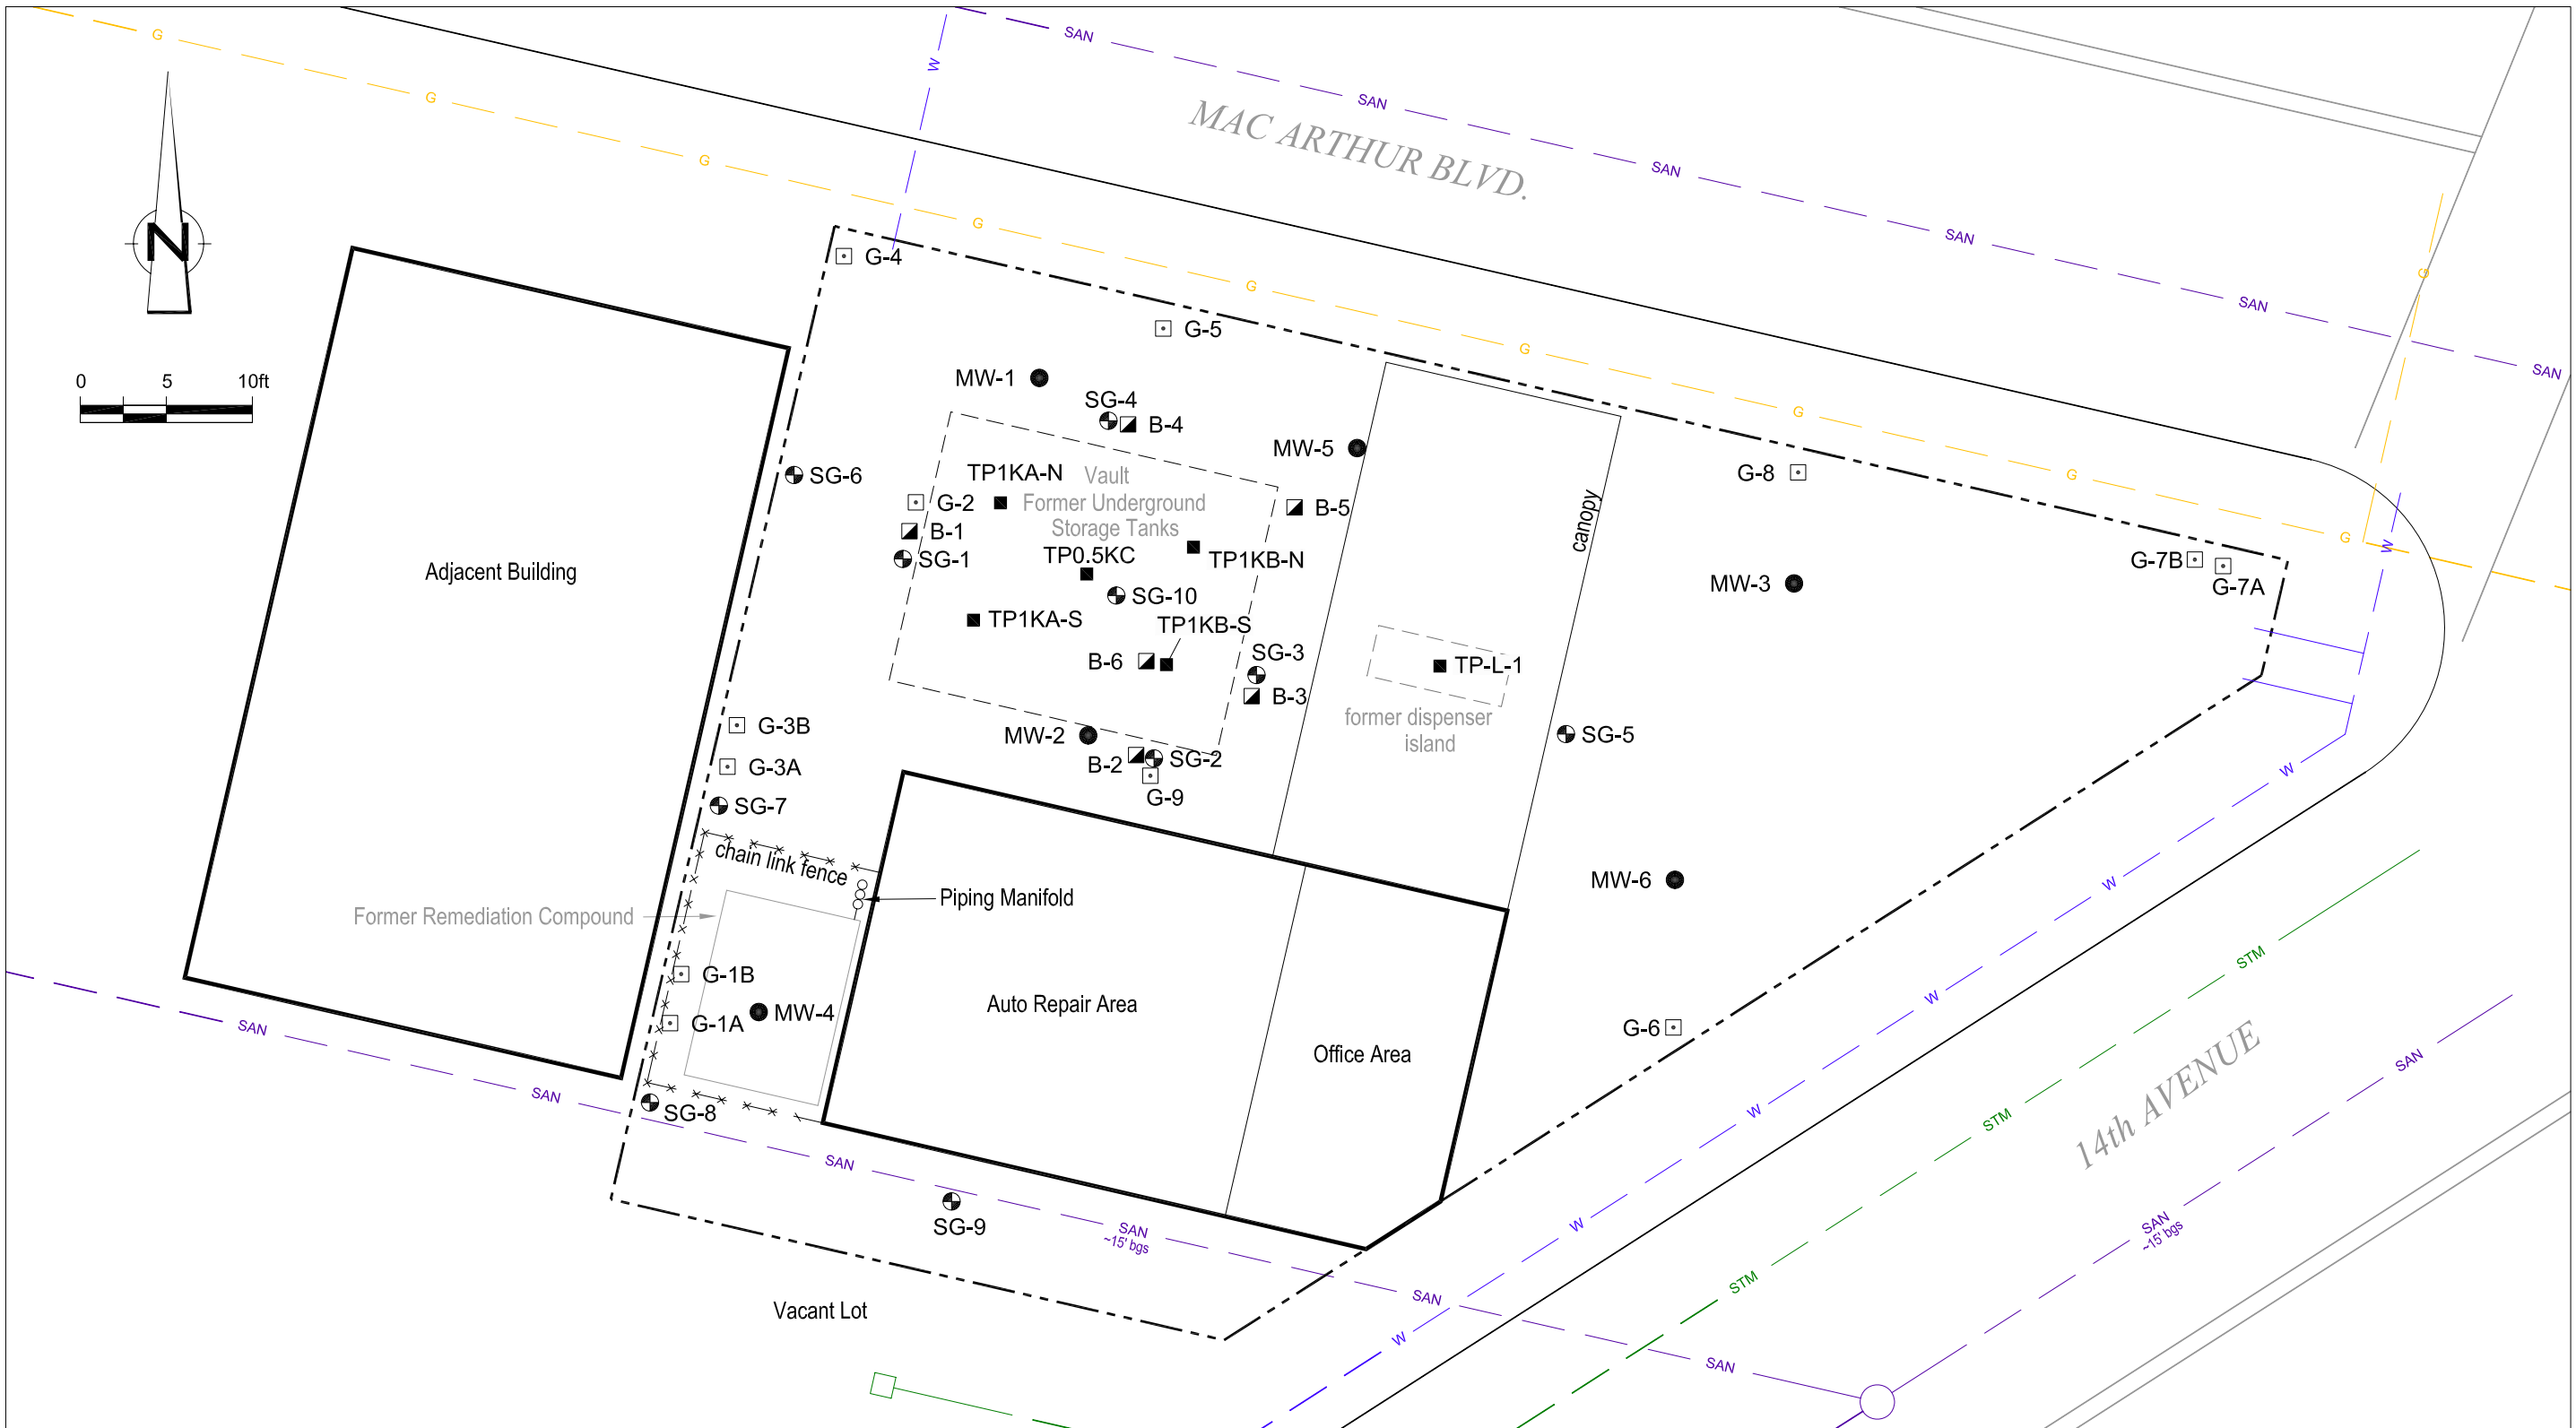 G
SAN
W
SAN
G
MAC ARTHUR BLVD.
G
SAN
G
SAN
G
G
SAN
SAN
N
G-4
G-5
G
G
G
G
0 5 10ft
MW-1
SG-4
B-4
MW-5
SG-6
TP1KA-N
Vault
Former Underground
Storage Tanks
G-2
B-1
SG-1
B-5
canopy
G-8
TP0.5KC
TP1KB-N
SG-10
TP1KA-S
TP1KB-S
B-6
SG-3
B-3
TP-L-1
former dispenser
island
MW-3
G-7B
G-7A
W
Adjacent Building
G-3B
G-3A
SG-7
MW-2
B-2
SG-2
G-9
SG-5
W
chain link fence
Piping Manifold
Former Remediation Compound
MW-6
W
G-1B
MW-4
G-1A
Auto Repair Area
Office Area
G-6
W
STM
14th AVENUE
SAN
SAN
SAN
SG-8
SAN
W
STM
SG-9
SAN
~15' bgs
W
SAN
~15' bgs
STM
Vacant Lot
SAN
W
SAN